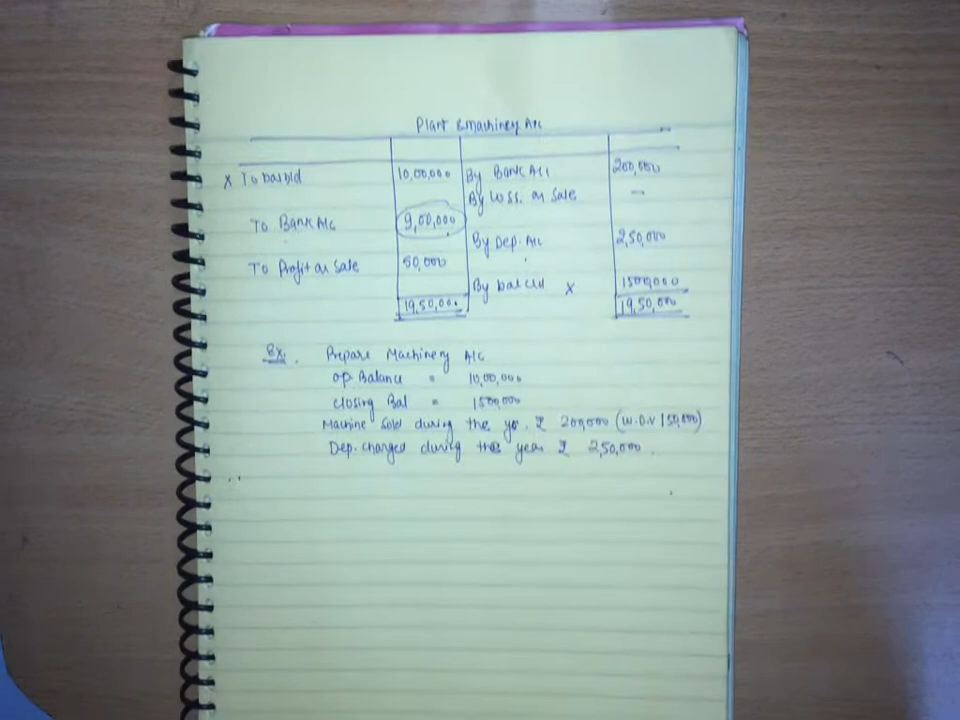 Plant & Machinery A/c
x To bal b/d 10,00,000 By Bank A/c 200,000
By Loss on Sale —
To Bank A/c 9,00,000
By Dep. A/c 2,50,000
To Profit on Sale 50,000
By bal c/d x 1500,000
19,50,000 19,50,000
Ex. Prepare Machinery A/c
op. Balance = 10,00,000
closing Bal = 1500,000
Machine Sold during the yr. ₹ 200,000 (W.D.V 150,000)
Dep. charged during the year ₹ 2,50,000.